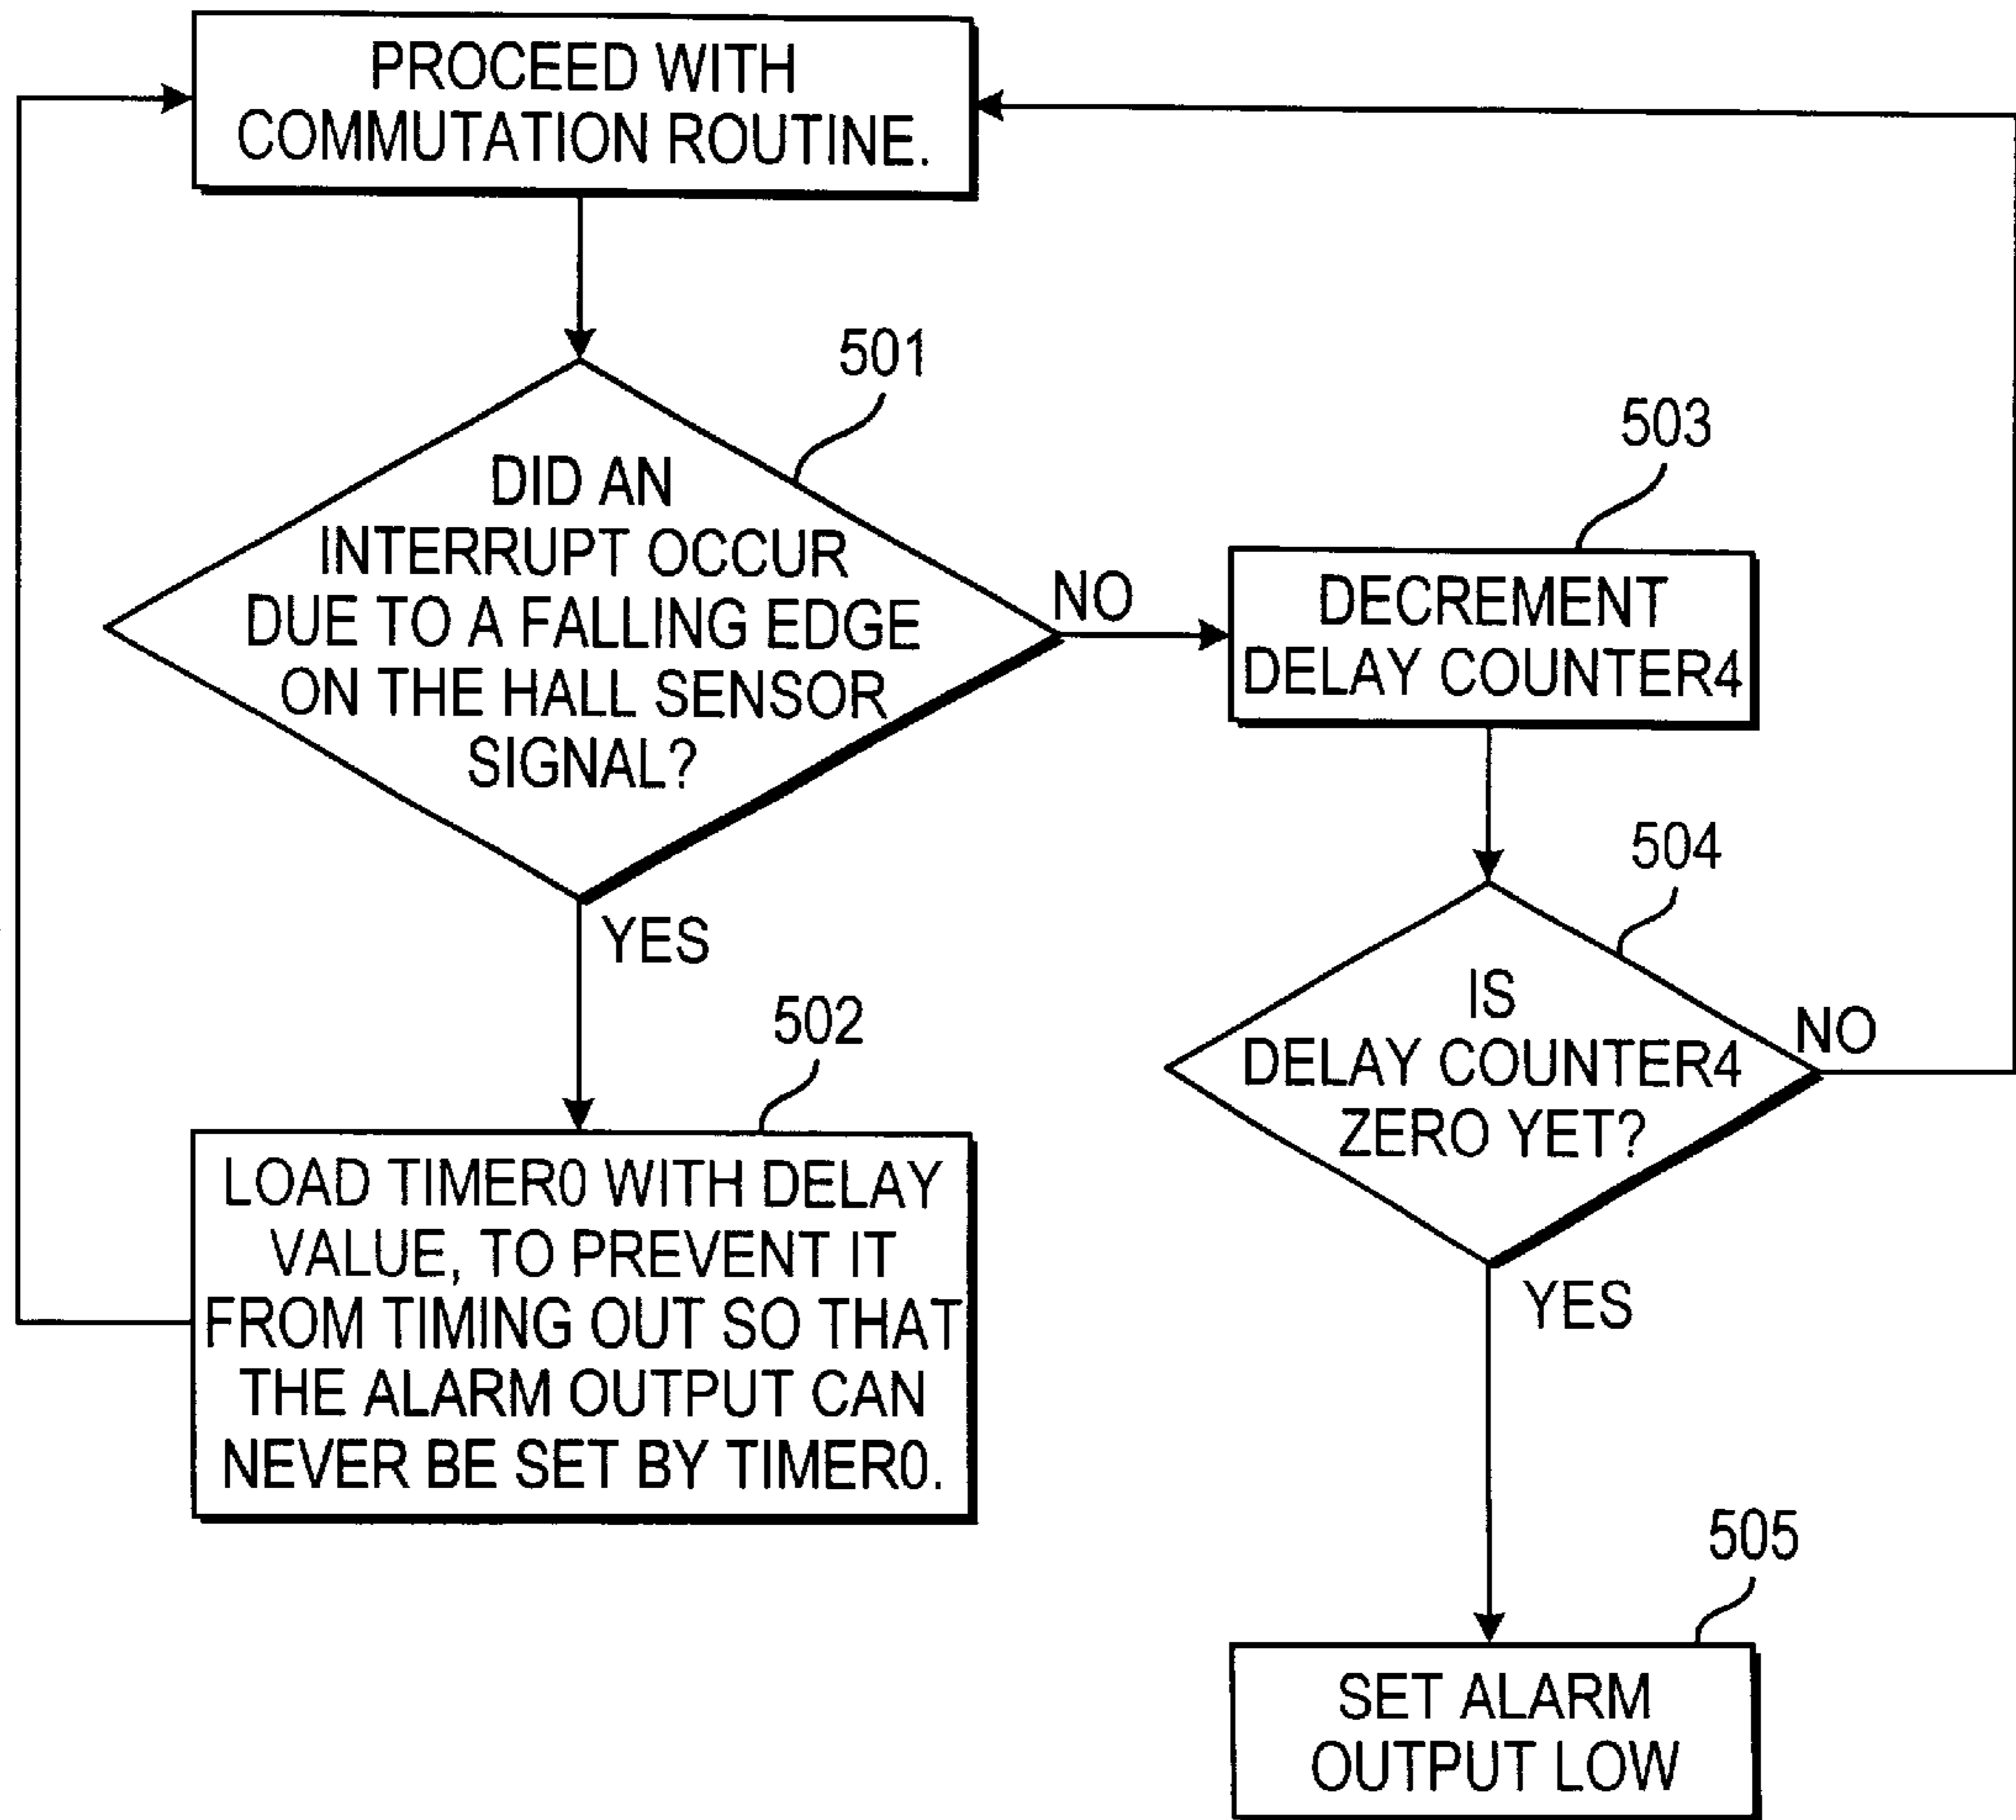 PROCEED WITH
COMMUTATION ROUTINE.
501
DID AN
INTERRUPT OCCUR
DUE TO A FALLING EDGE
ON THE HALL SENSOR
SIGNAL?
NO
503
DECREMENT
DELAY COUNTER4
504
IS
DELAY COUNTER4
ZERO YET?
NO
YES
502
LOAD TIMER0 WITH DELAY
VALUE, TO PREVENT IT
FROM TIMING OUT SO THAT
THE ALARM OUTPUT CAN
NEVER BE SET BY TIMER0.
YES
505
SET ALARM
OUTPUT LOW